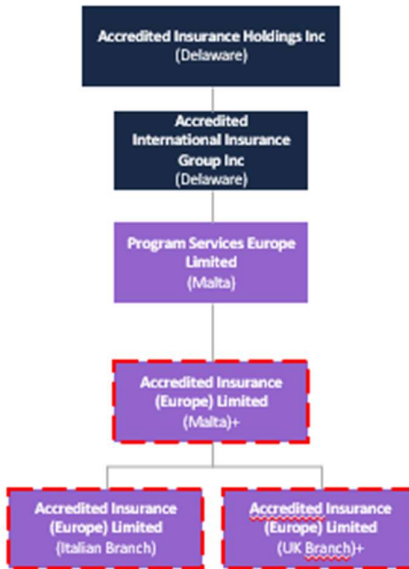 Accredited Insurance Holdings Inc
(Delaware)
Accredited
International Insurance
Group Inc
(Delaware)
Program Services Europe
Limited
(Malta)
Accredited Insurance
(Europe) Limited
(Malta)+
Accredited Insurance
(Europe) Limited
(Italian Branch)
Accredited Insurance
(Europe) Limited
(UK Branch)+